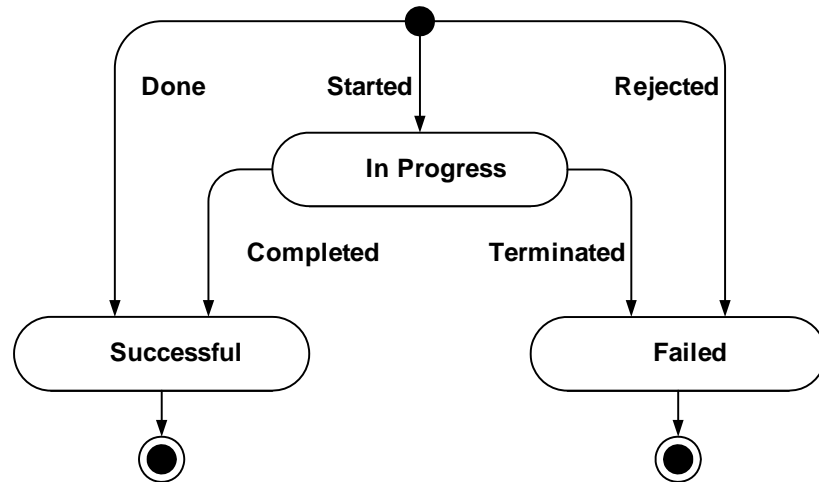 Done
Started
Rejected
In Progress
Completed
Terminated
Successful
Failed